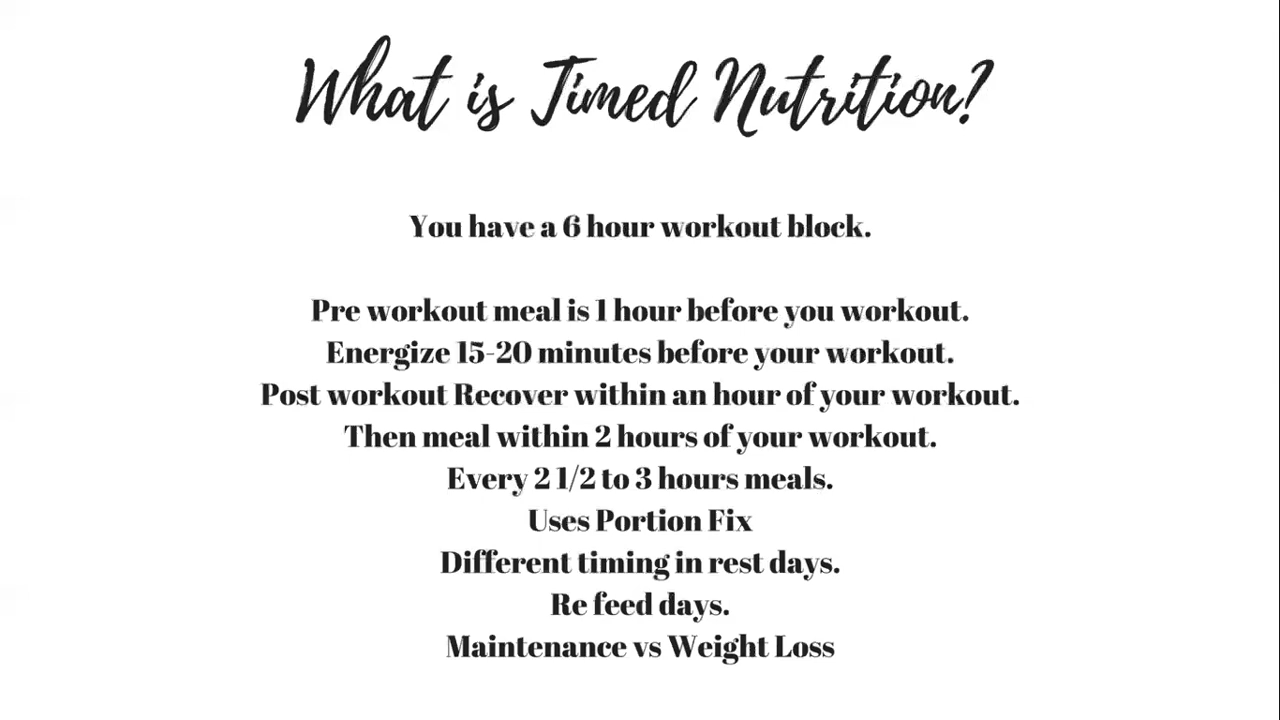 What is Timed Nutrition?
You have a 6 hour workout block.
Pre workout meal is 1 hour before you workout.
Energize 15-20 minutes before your workout.
Post workout Recover within an hour of your workout.
Then meal within 2 hours of your workout.
Every 2 1/2 to 3 hours meals.
Uses Portion Fix
Different timing in rest days.
Re feed days.
Maintenance vs Weight Loss